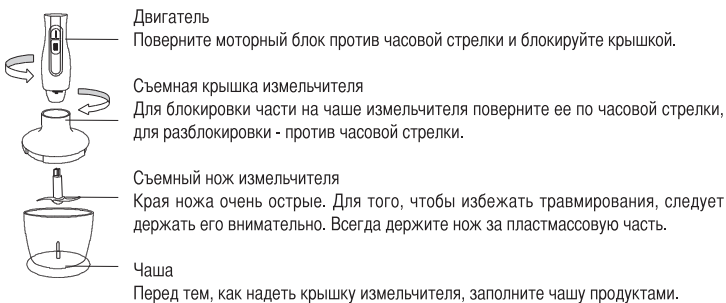 Двигатель
Поверните моторный блок против часовой стрелки и блокируйте крышкой.
Съемная крышка измельчителя
Для блокировки части на чаше измельчителя поверните ее по часовой стрелки,
для разблокировки - против часовой стрелки.
Съемный нож измельчителя
Края ножа очень острые. Для того, чтобы избежать травмирования, следует
держать его внимательно. Всегда держите нож за пластмассовую часть.
Чаша
Перед тем, как надеть крышку измельчителя, заполните чашу продуктами.